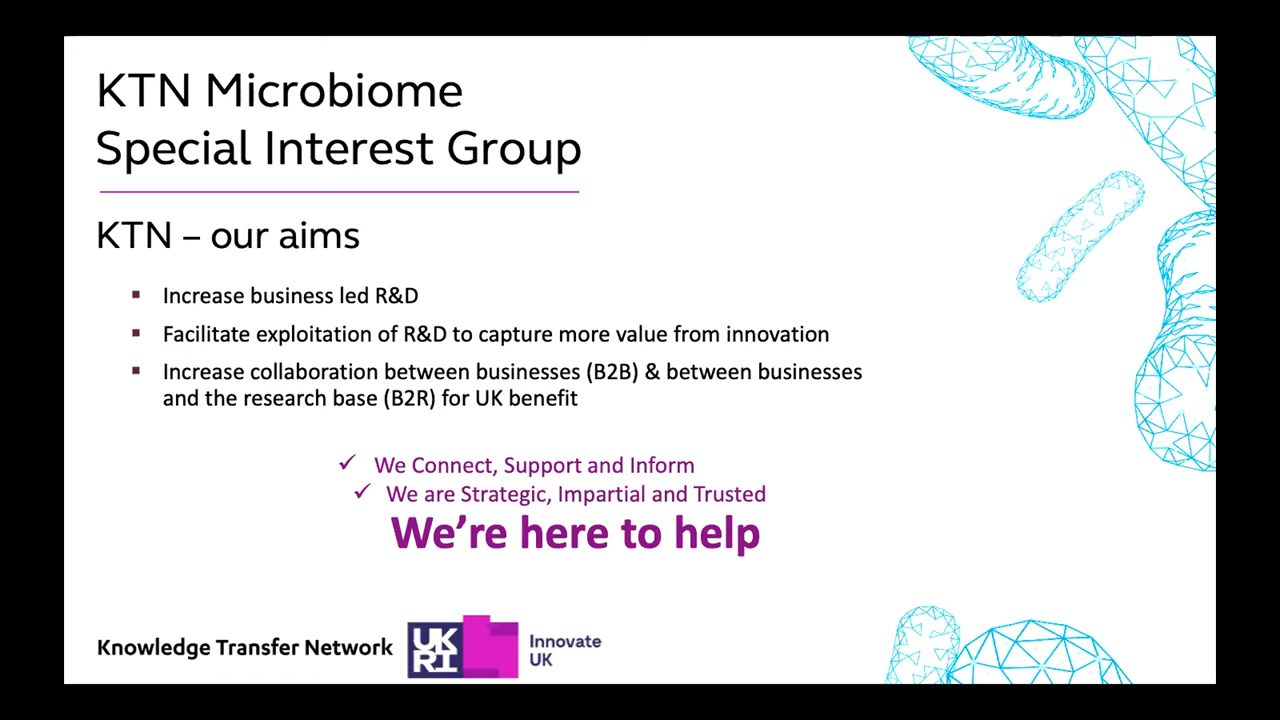 KTN Microbiome
Special Interest Group
KTN – our aims
▪ Increase business led R&D
▪ Facilitate exploitation of R&D to capture more value from innovation
▪ Increase collaboration between businesses (B2B) & between businesses
and the research base (B2R) for UK benefit
✓ We Connect, Support and Inform
✓ We are Strategic, Impartial and Trusted
We’re here to help
Knowledge Transfer Network
UK
RI
Innovate
UK